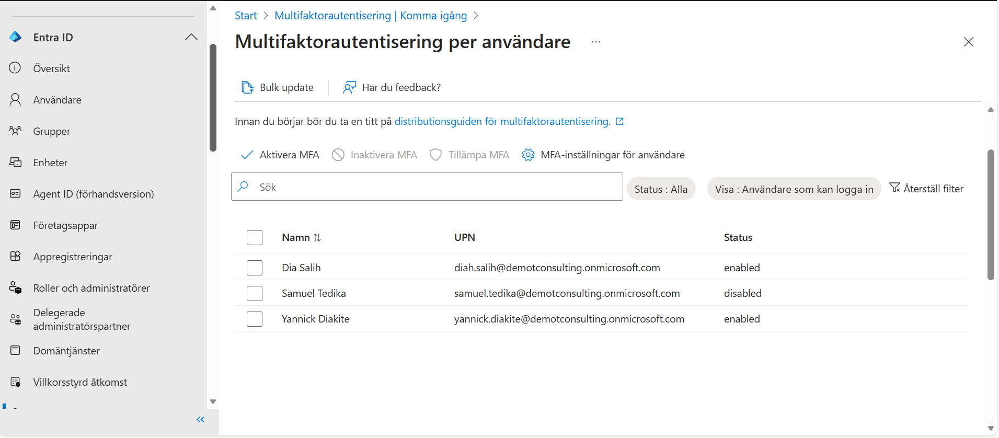 Entra ID
Översikt
Användare
Grupper
Enheter
Agent ID (förhandsversion)
Företagsappar
Appregistreringar
Roller och administratörer
Delegerade
administratörspartner
Domäntjänster
Villkorsstyrd åtkomst
Start > Multifaktorautentisering | Komma igång >
Multifaktorautentisering per användare ...
Bulk update Har du feedback?
Innan du börjar bör du ta en titt på distributionsguiden för multifaktorautentisering.
Aktivera MFA Inaktivera MFA Tillämpa MFA MFA-inställningar för användare
Sök Status : Alla Visa : Användare som kan logga in Återställ filter
Namn UPN Status
Dia Salih diah.salih@demotconsulting.onmicrosoft.com enabled
Samuel Tedika samuel.tedika@demotconsulting.onmicrosoft.com disabled
Yannick Diakite yannick.diakite@demotconsulting.onmicrosoft.com enabled